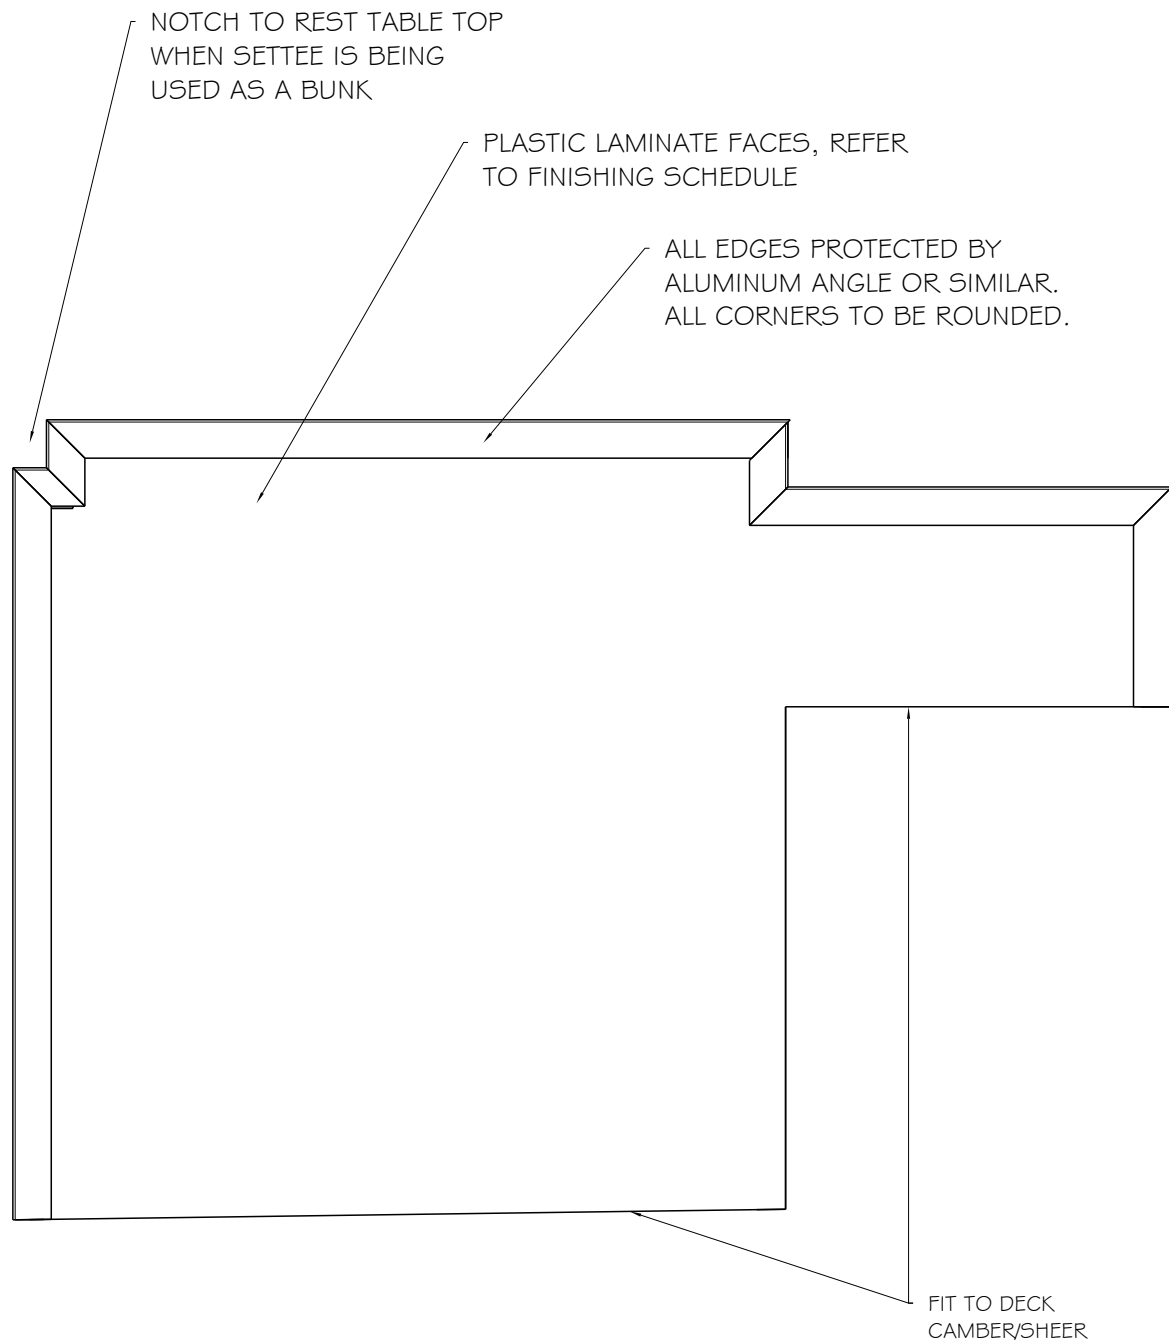 NOTCH TO REST TABLE TOP
WHEN SETTEE IS BEING
USED AS A BUNK
PLASTIC LAMINATE FACES, REFER
TO FINISHING SCHEDULE
ALL EDGES PROTECTED BY
ALUMINUM ANGLE OR SIMILAR.
ALL CORNERS TO BE ROUNDED.
FIT TO DECK
CAMBER/SHEER